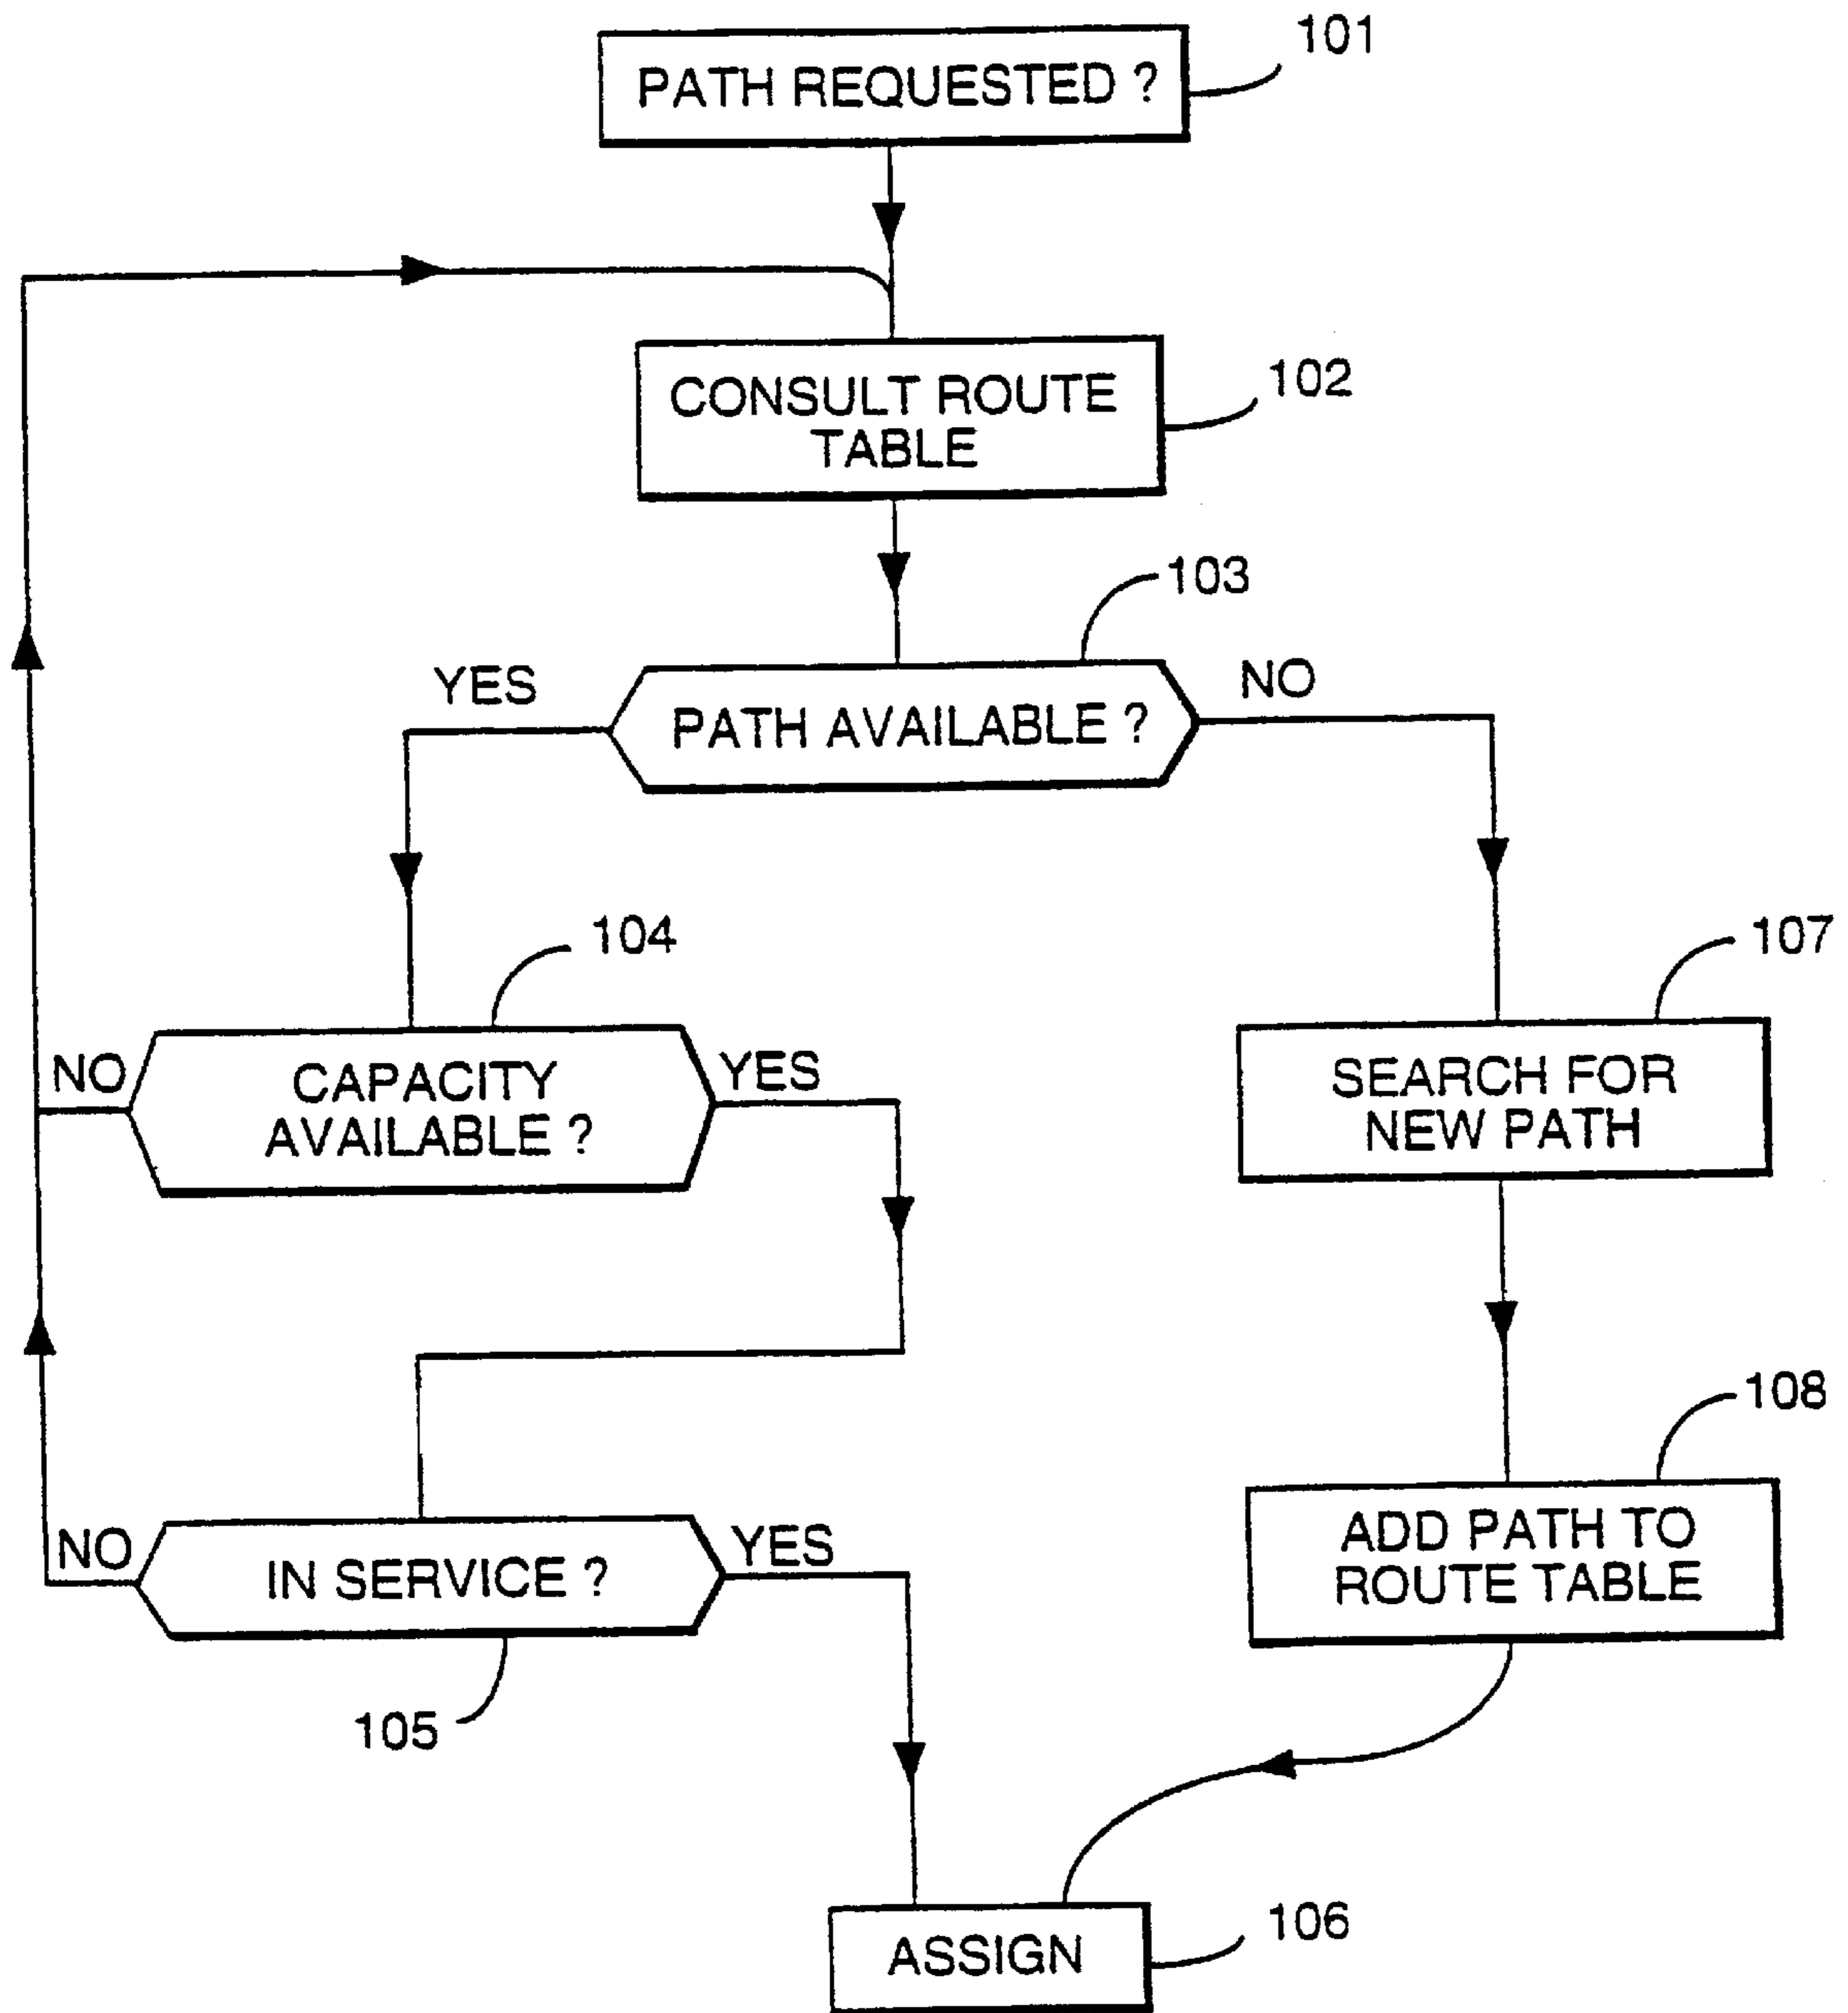 PATH REQUESTED ?
101
CONSULT ROUTE
TABLE
102
103
YES
PATH AVAILABLE ?
NO
104
107
NO
CAPACITY
AVAILABLE ?
YES
SEARCH FOR
NEW PATH
108
NO
IN SERVICE ?
YES
ADD PATH TO
ROUTE TABLE
105
ASSIGN
106